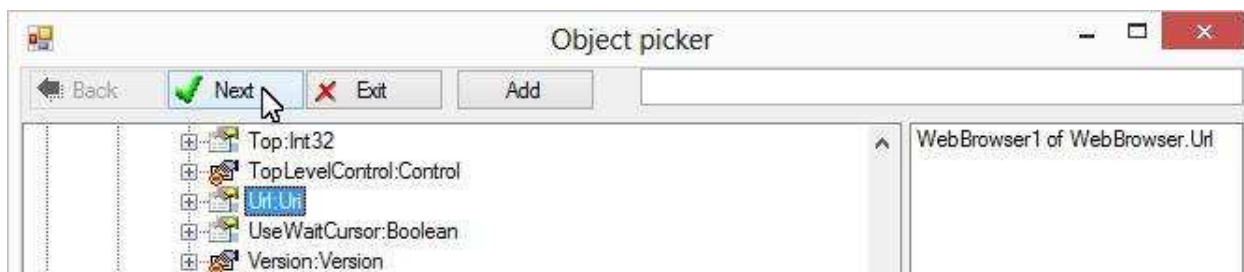 Object picker
Back Next Exit Add
Top:Int32
WebBrowser1 of WebBrowser.Url
TopLevelControl:Control
Url:Uri
UseWaitCursor:Boolean
Version:Version